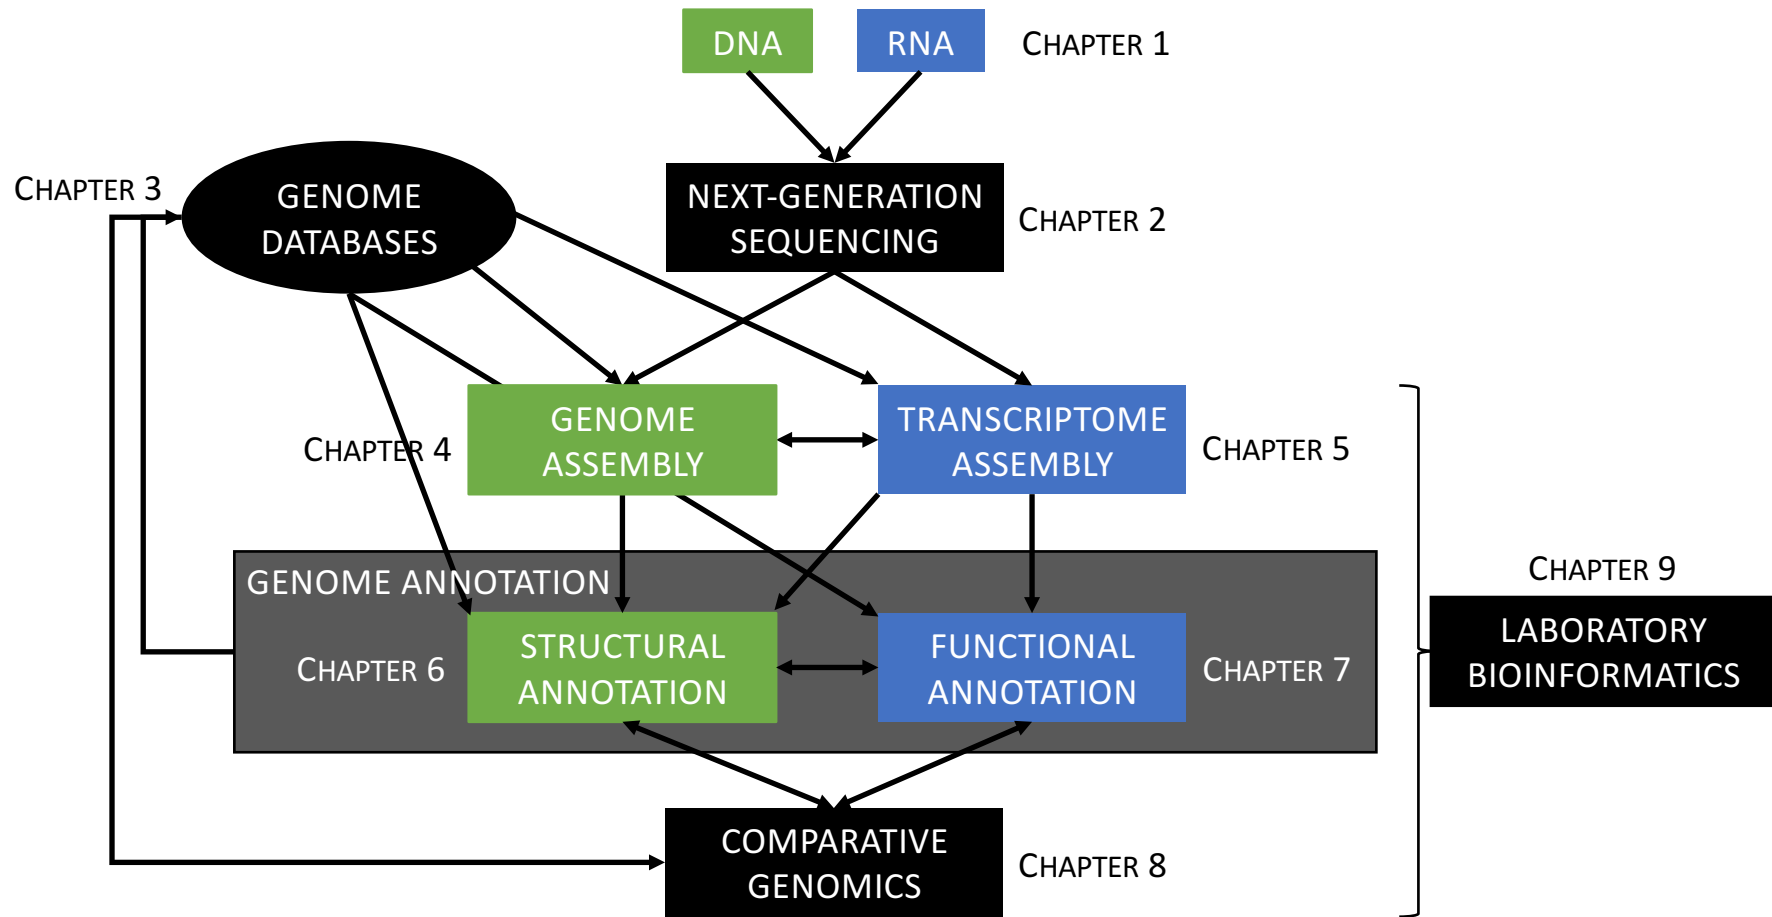 DNA
RNA
CHAPTER 1
CHAPTER 3
GENOME
DATABASES
NEXT-GENERATION
SEQUENCING
CHAPTER 2
CHAPTER 4
GENOME
ASSEMBLY
TRANSCRIPTOME
ASSEMBLY
CHAPTER 5
GENOME ANNOTATION
CHAPTER 6
STRUCTURAL
ANNOTATION
FUNCTIONAL
ANNOTATION
CHAPTER 7
CHAPTER 9
LABORATORY
BIOINFORMATICS
COMPARATIVE
GENOMICS
CHAPTER 8